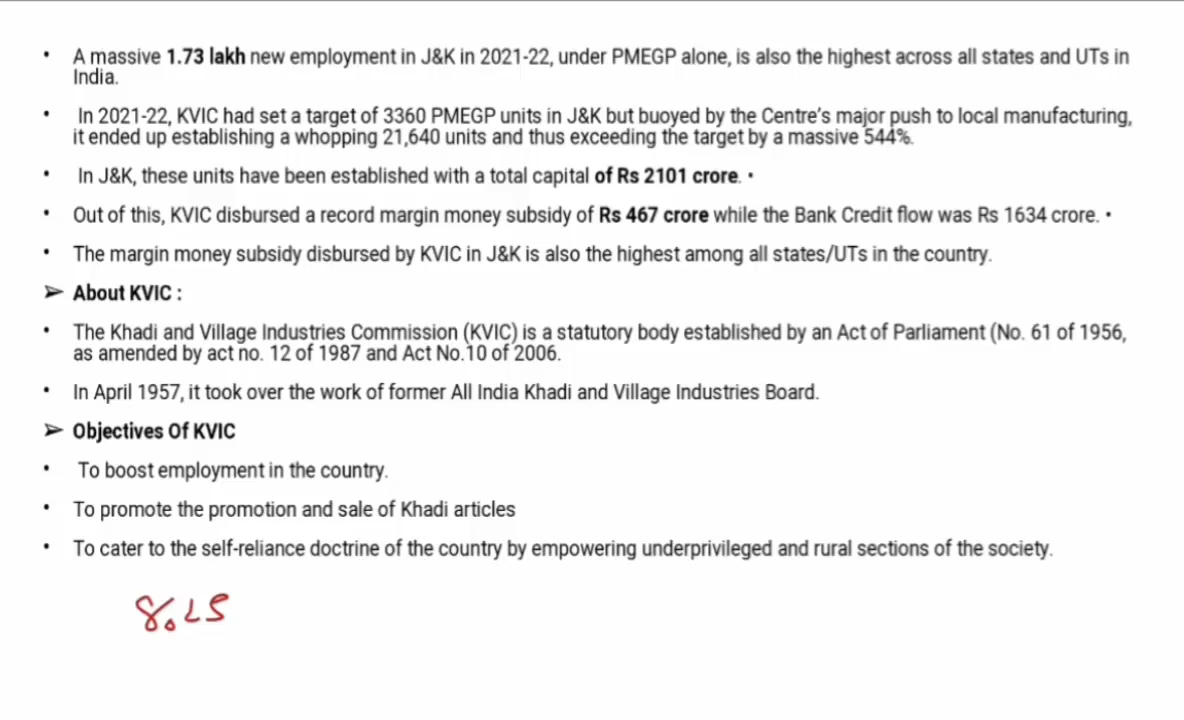 • A massive 1.73 lakh new employment in J&K in 2021-22, under PMEGP alone, is also the highest across all states and UTs in
India.
• In 2021-22, KVIC had set a target of 3360 PMEGP units in J&K but buoyed by the Centre's major push to local manufacturing,
it ended up establishing a whopping 21,640 units and thus exceeding the target by a massive 544%.
• In J&K, these units have been established with a total capital of Rs 2101 crore. •
• Out of this, KVIC disbursed a record margin money subsidy of Rs 467 crore while the Bank Credit flow was Rs 1634 crore. •
• The margin money subsidy disbursed by KVIC in J&K is also the highest among all states/UTs in the country.
➢ About KVIC :
• The Khadi and Village Industries Commission (KVIC) is a statutory body established by an Act of Parliament (No. 61 of 1956,
as amended by act no. 12 of 1987 and Act No.10 of 2006.
• In April 1957, it took over the work of former All India Khadi and Village Industries Board.
➢ Objectives Of KVIC
• To boost employment in the country.
• To promote the promotion and sale of Khadi articles
• To cater to the self-reliance doctrine of the country by empowering underprivileged and rural sections of the society.
8.25